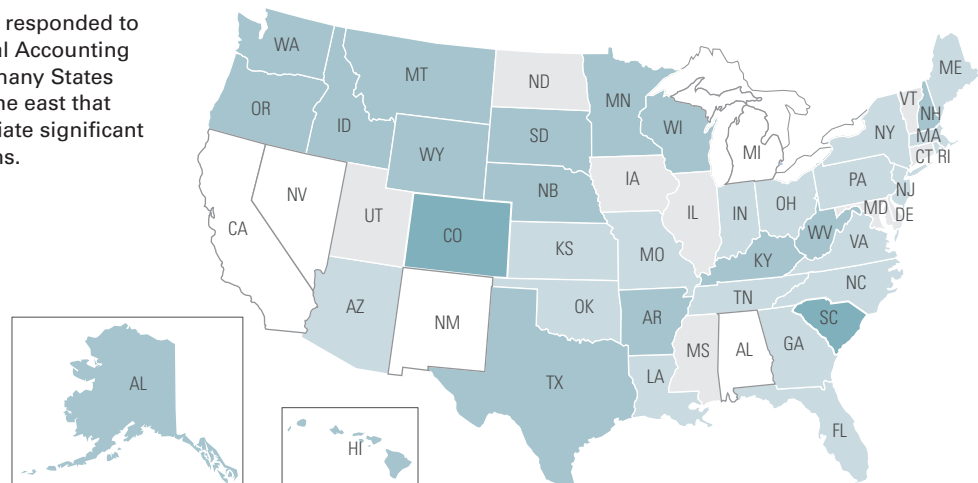 responded to
al Accounting
many States
ne east that
iate significant
ns.
WA
MT
ND
MN
OR
ID
WY
SD
WI
MI
ME
VT
NH
NY
MA
CT RI
NV
UT
CO
NB
IA
IL
IN
OH
PA
NJ
MD
DE
CA
KS
MO
KY
WV
VA
AZ
NM
OK
AR
TN
NC
SC
TX
LA
MS
AL
GA
FL
AL
HI